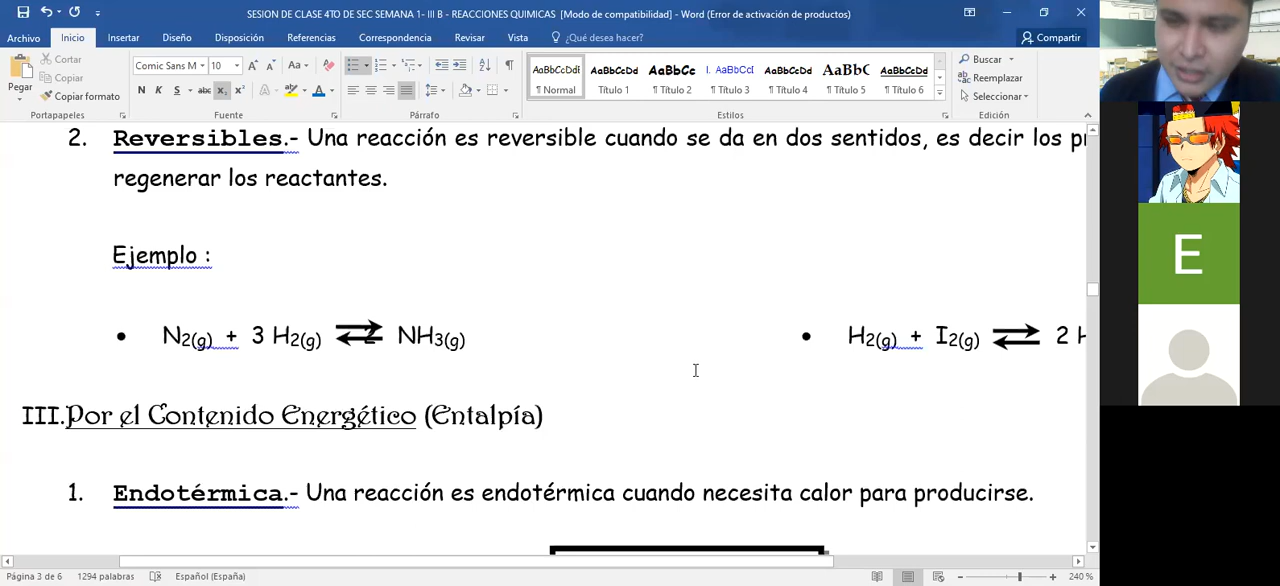 SESION DE CLASE 4TO DE SEC SEMANA 1- III B - REACCIONES QUIMICAS [Modo de compatibilidad] - Word (Error de activación de productos)
Archivo Inicio Insertar Diseño Disposición Referencias Correspondencia Revisar Vista ¿Qué desea hacer? Compartir
Pegar Cortar Copiar Copiar formato
Comic Sans M 10 Aa
N K S abc X₂ X² A A
AaBbCcDdE AaBbCcDd AaBbCc I. AaBbCcI AaBbCcDd AaBbC AaBbCcDd
¶ Normal Título 1 Título 2 Título 3 Título 4 Título 5 Título 6
Buscar
Reemplazar
Seleccionar
Portapapeles Fuente Párrafo Estilos Edición
2. Reversibles.- Una reacción es reversible cuando se da en dos sentidos, es decir los p
regenerar los reactantes.
Ejemplo :
• N2(g) + 3 H2(g) ⇄ 2 NH3(g) • H2(g) + I2(g) ⇄ 2 H
III.Por el Contenido Energético (Entalpía)
1. Endotérmica.- Una reacción es endotérmica cuando necesita calor para producirse.
Página 3 de 6 1294 palabras Español (España) 240 %
E